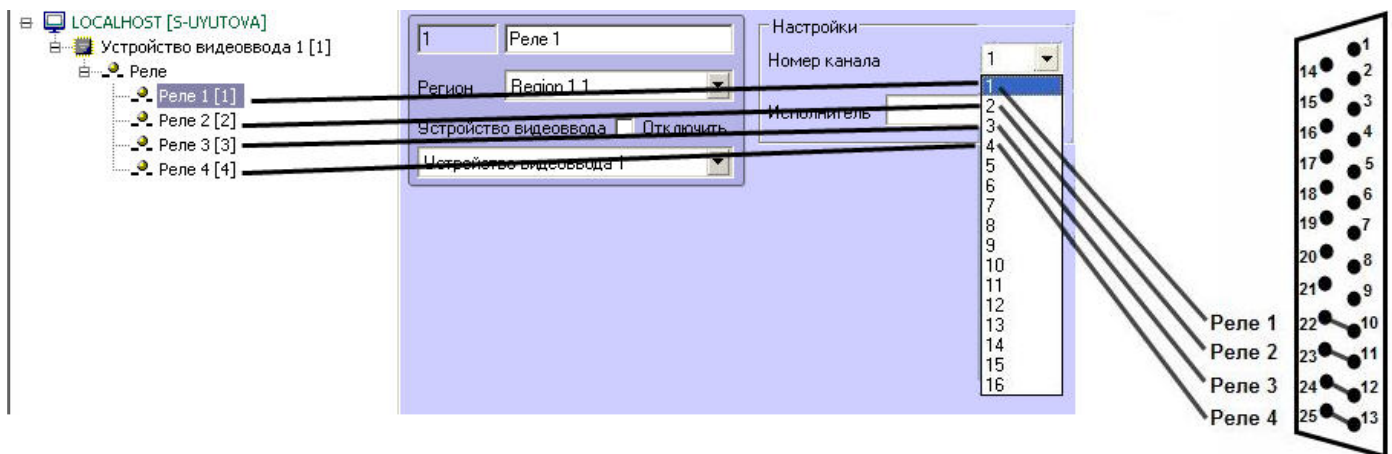 LOCALHOST [S-UYUTOVA]
Устройство видеоввода 1 [1]
Реле
Реле 1 [1]
Реле 2 [2]
Реле 3 [3]
Реле 4 [4]
1
Реле 1
Регион
Region 1.1
Устройство видеоввода
Отключить
Устройство видеоввода 1
Настройки
Номер канала
1
Исполнитель
1
2
3
4
5
6
7
8
9
10
11
12
13
14
15
16
Реле 1
Реле 2
Реле 3
Реле 4
1
14
2
15
3
16
4
17
5
18
6
19
7
20
8
21
9
22
10
23
11
24
12
25
13